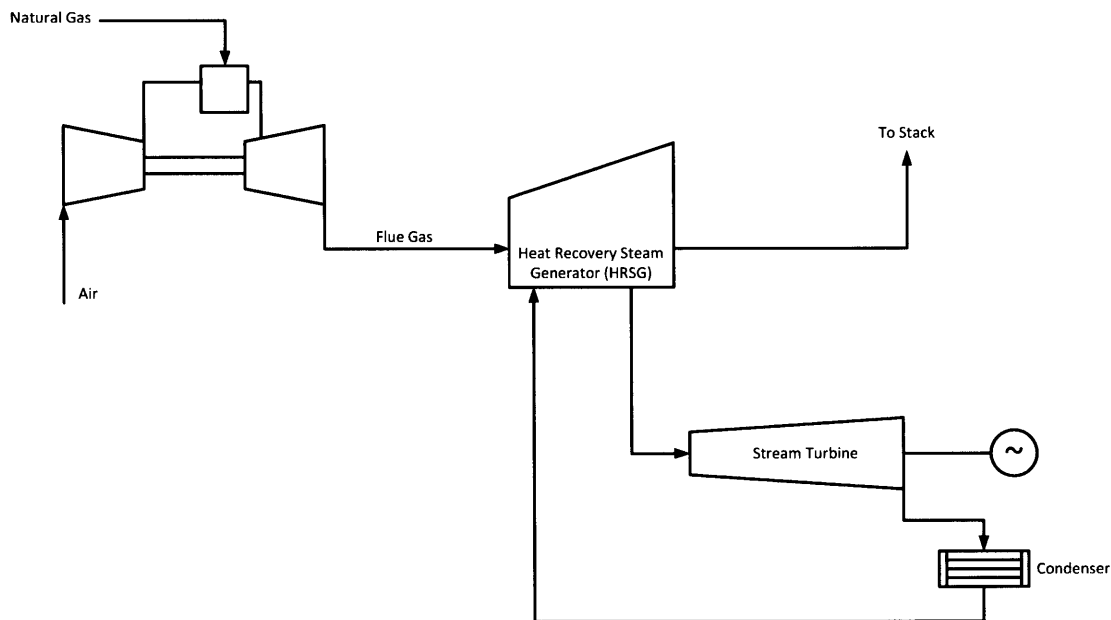 Natural Gas
To Stack
Flue Gas
Heat Recovery Steam
Generator (HRSG)
Air
Stream Turbine
~
Condenser